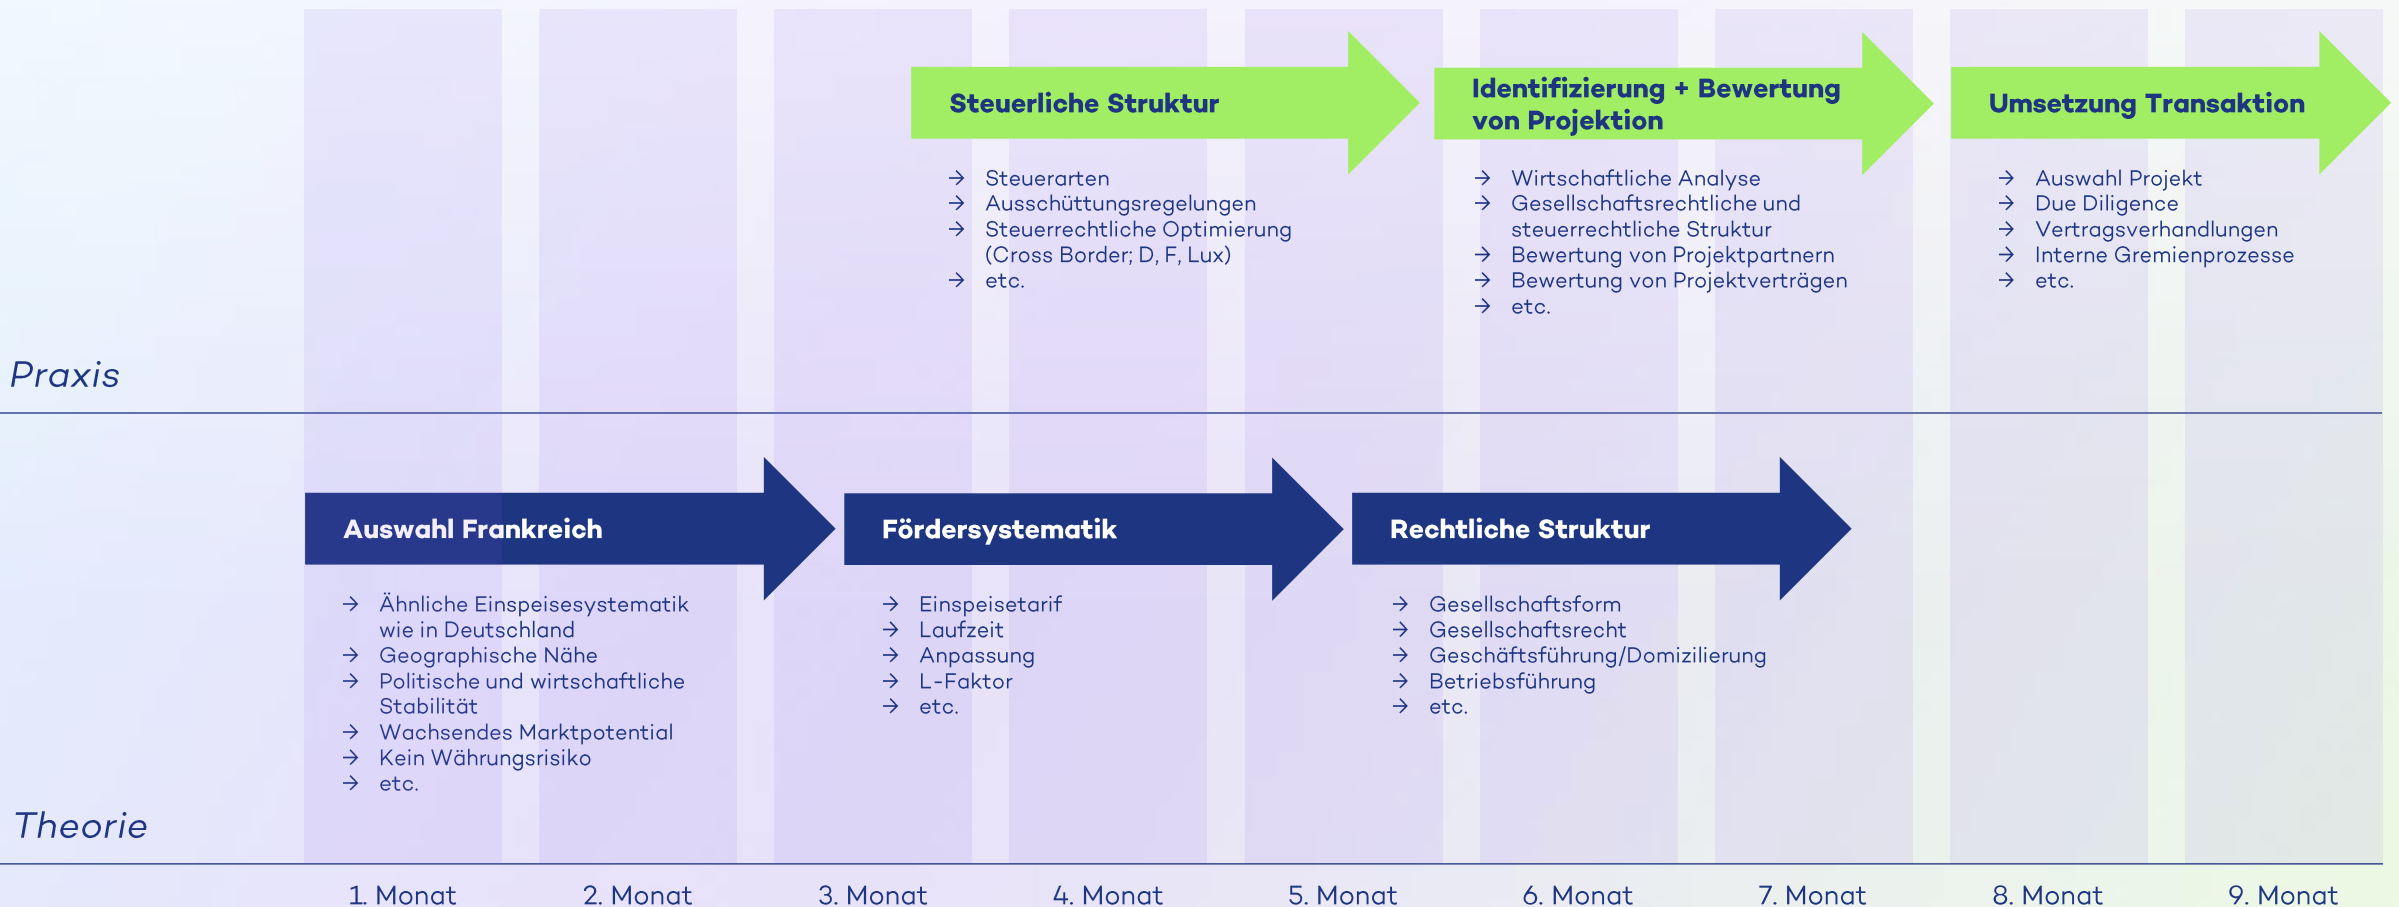 Steuerliche Struktur
→ Steuerarten
→ Ausschüttungsregelungen
→ Steuerrechtliche Optimierung
(Cross Border; D, F, Lux)
→ etc.
Identifizierung + Bewertung
von Projektion
→ Wirtschaftliche Analyse
→ Gesellschaftsrechtliche und
steuerrechtliche Struktur
→ Bewertung von Projektpartnern
→ Bewertung von Projektverträgen
→ etc.
Umsetzung Transaktion
→ Auswahl Projekt
→ Due Diligence
→ Vertragsverhandlungen
→ Interne Gremienprozesse
→ etc.
Praxis
Auswahl Frankreich
→ Ähnliche Einspeisesystematik
wie in Deutschland
→ Geographische Nähe
→ Politische und wirtschaftliche
Stabilität
→ Wachsendes Marktpotential
→ Kein Währungsrisiko
→ etc.
Fördersystematik
→ Einspeisetarif
→ Laufzeit
→ Anpassung
→ L-Faktor
→ etc.
Rechtliche Struktur
→ Gesellschaftsform
→ Gesellschaftsrecht
→ Geschäftsführung/Domizilierung
→ Betriebsführung
→ etc.
Theorie
1. Monat
2. Monat
3. Monat
4. Monat
5. Monat
6. Monat
7. Monat
8. Monat
9. Monat